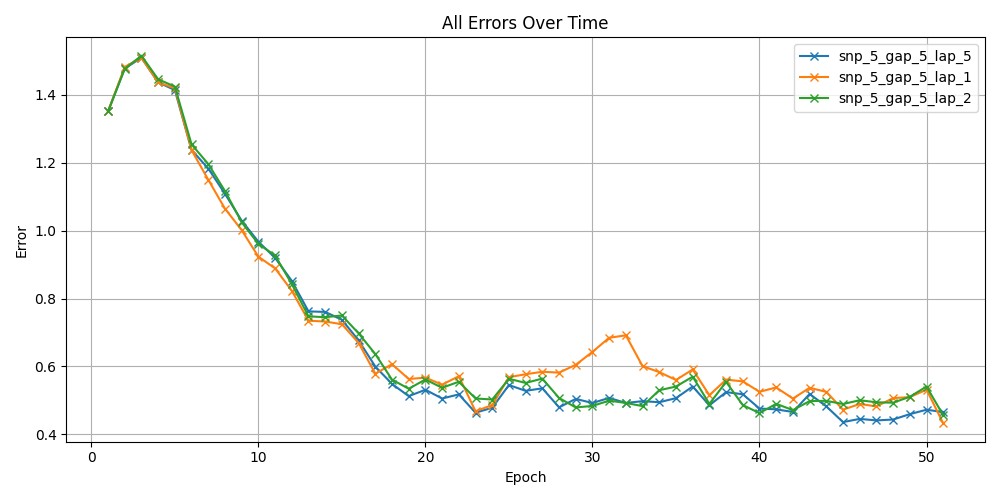 All Errors Over Time
snp_5_gap_5_lap_5
snp_5_gap_5_lap_1
snp_5_gap_5_lap_2
Error
1.4
1.2
1.0
0.8
0.6
0.4
0 10 20 30 40 50
Epoch